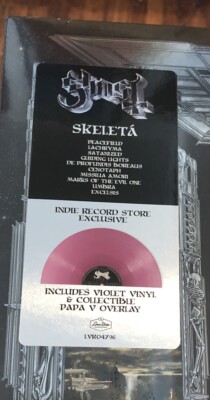 Ghost
SKELETÁ
PEACEFIELD
LACHRYMA
SATANIZED
GUIDING LIGHTS
DE PROFUNDIS BOREALIS
CENOTAPH
MISSILIA AMORI
MARKS OF THE EVIL ONE
UMBRA
EXCELSIS
INDIE RECORD STORE
EXCLUSIVE
INCLUDES VIOLET VINYL
& COLLECTIBLE
PAPA V OVERLAY
LVR04796